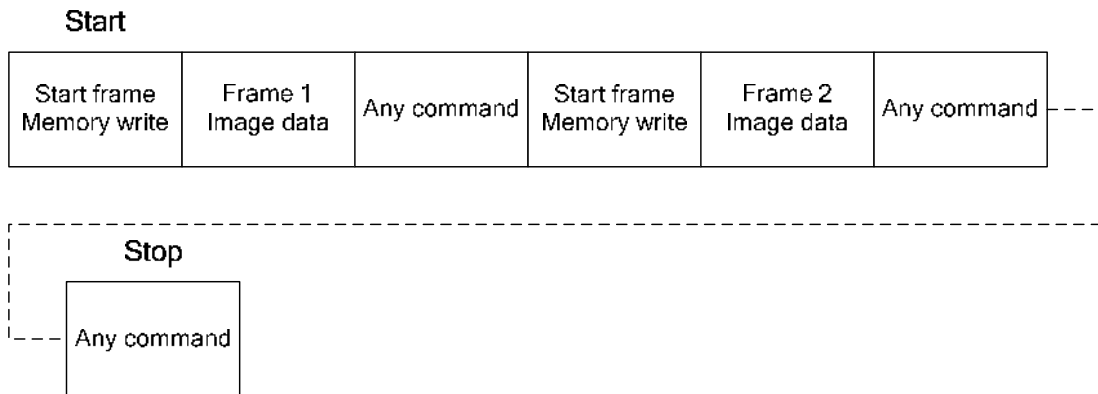 Start
Start frame
Memory write
Frame 1
Image data
Any command
Start frame
Memory write
Frame 2
Image data
Any command
Stop
Any command